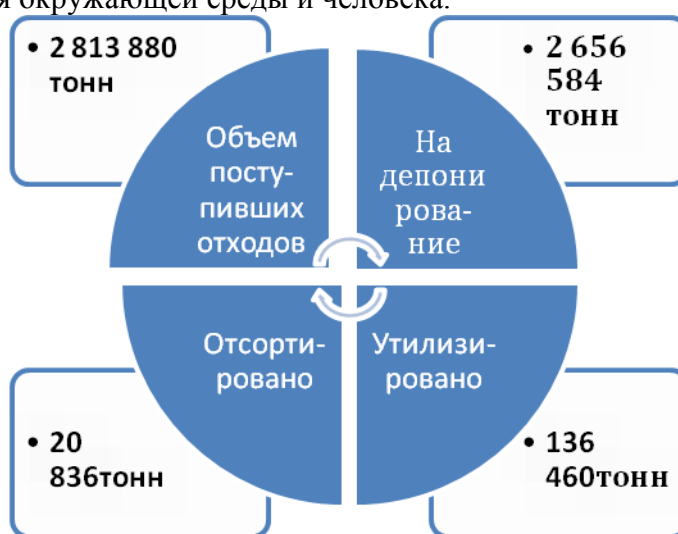 я окружающей среды и человека.
• 2 813 880
тонн
• 2 656
584
тонн
Объем
посту-
пивших
отходов
На
депони
рова-
ние
Отсорти-
ровано
Утилизи-
ровано
• 20
836тонн
• 136
460тонн